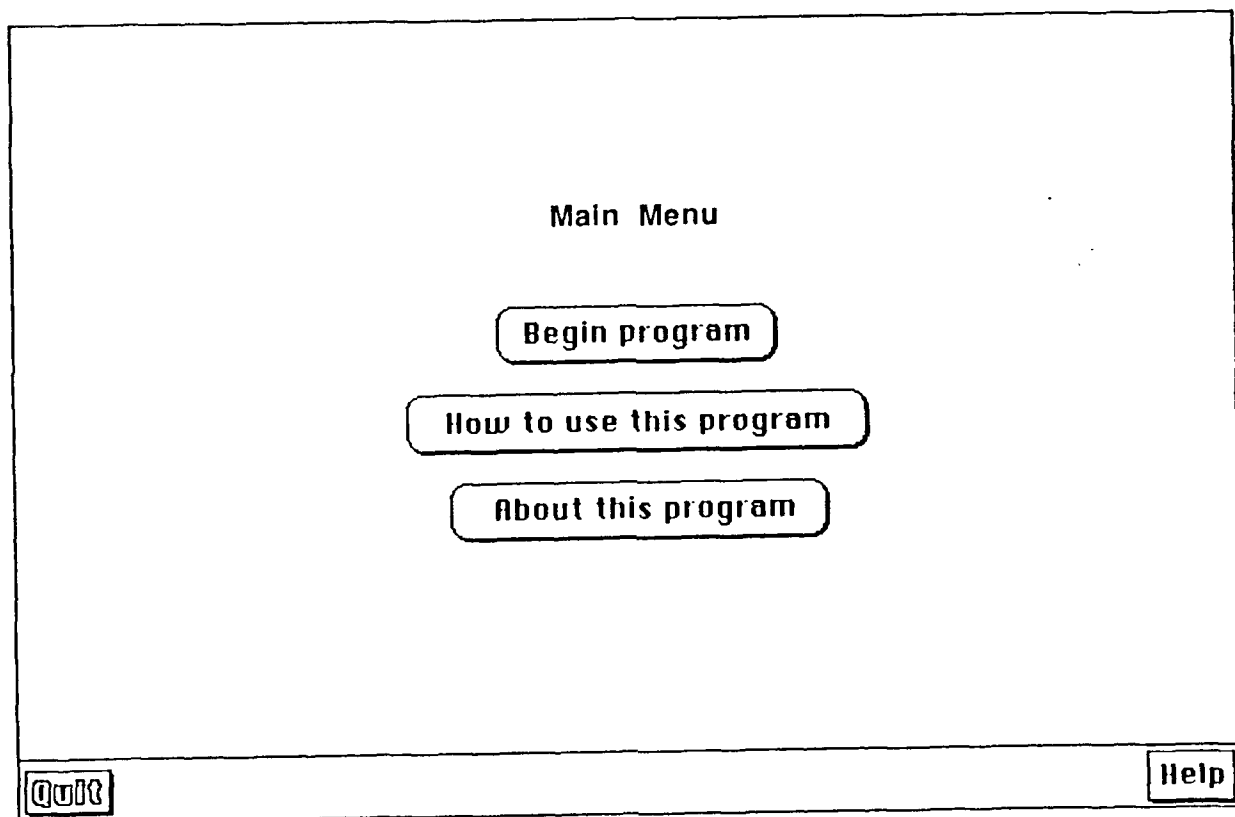 Main Menu
Begin program
How to use this program
About this program
Quit
Help